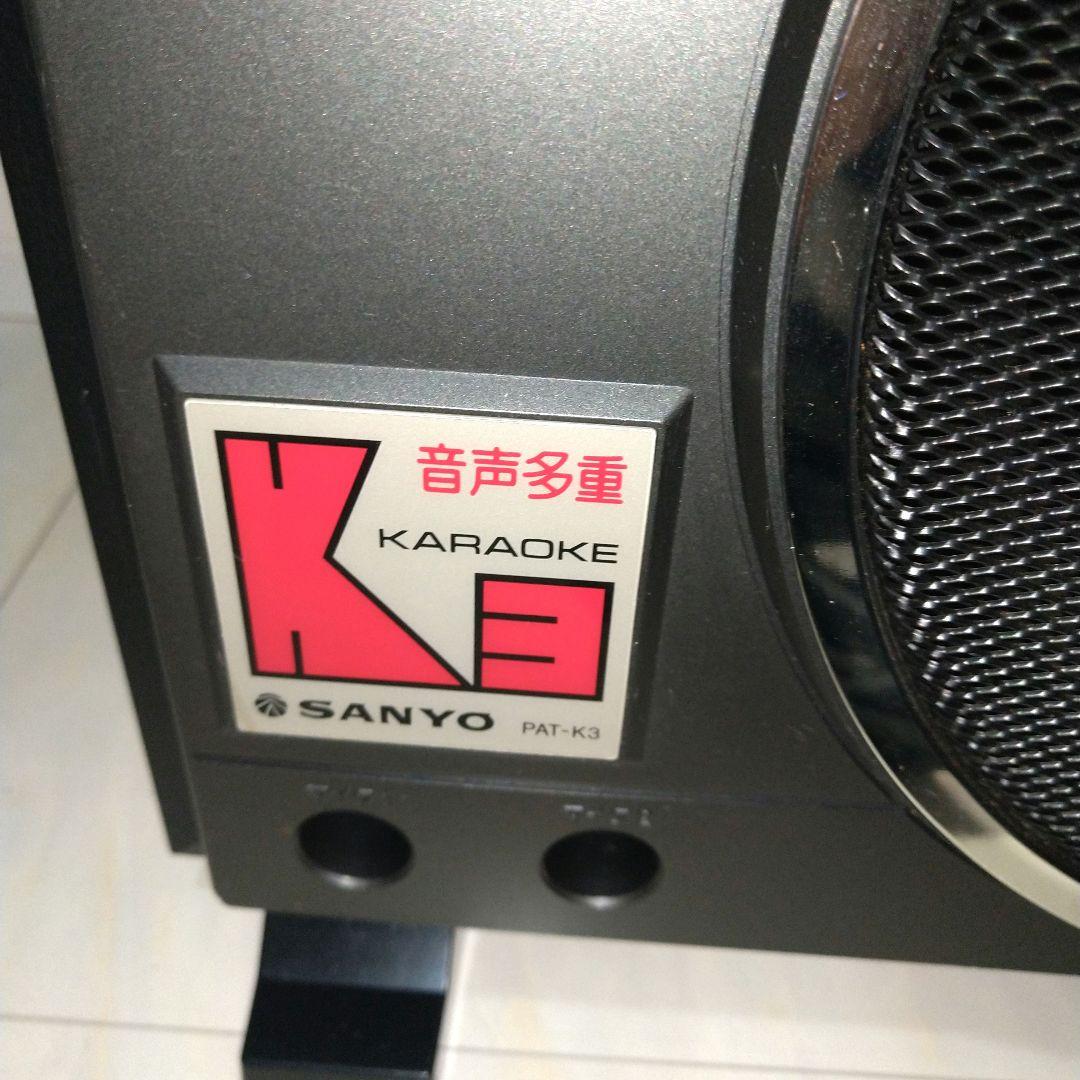 音声多重
KARAOKE
K3
SANYO PAT-K3